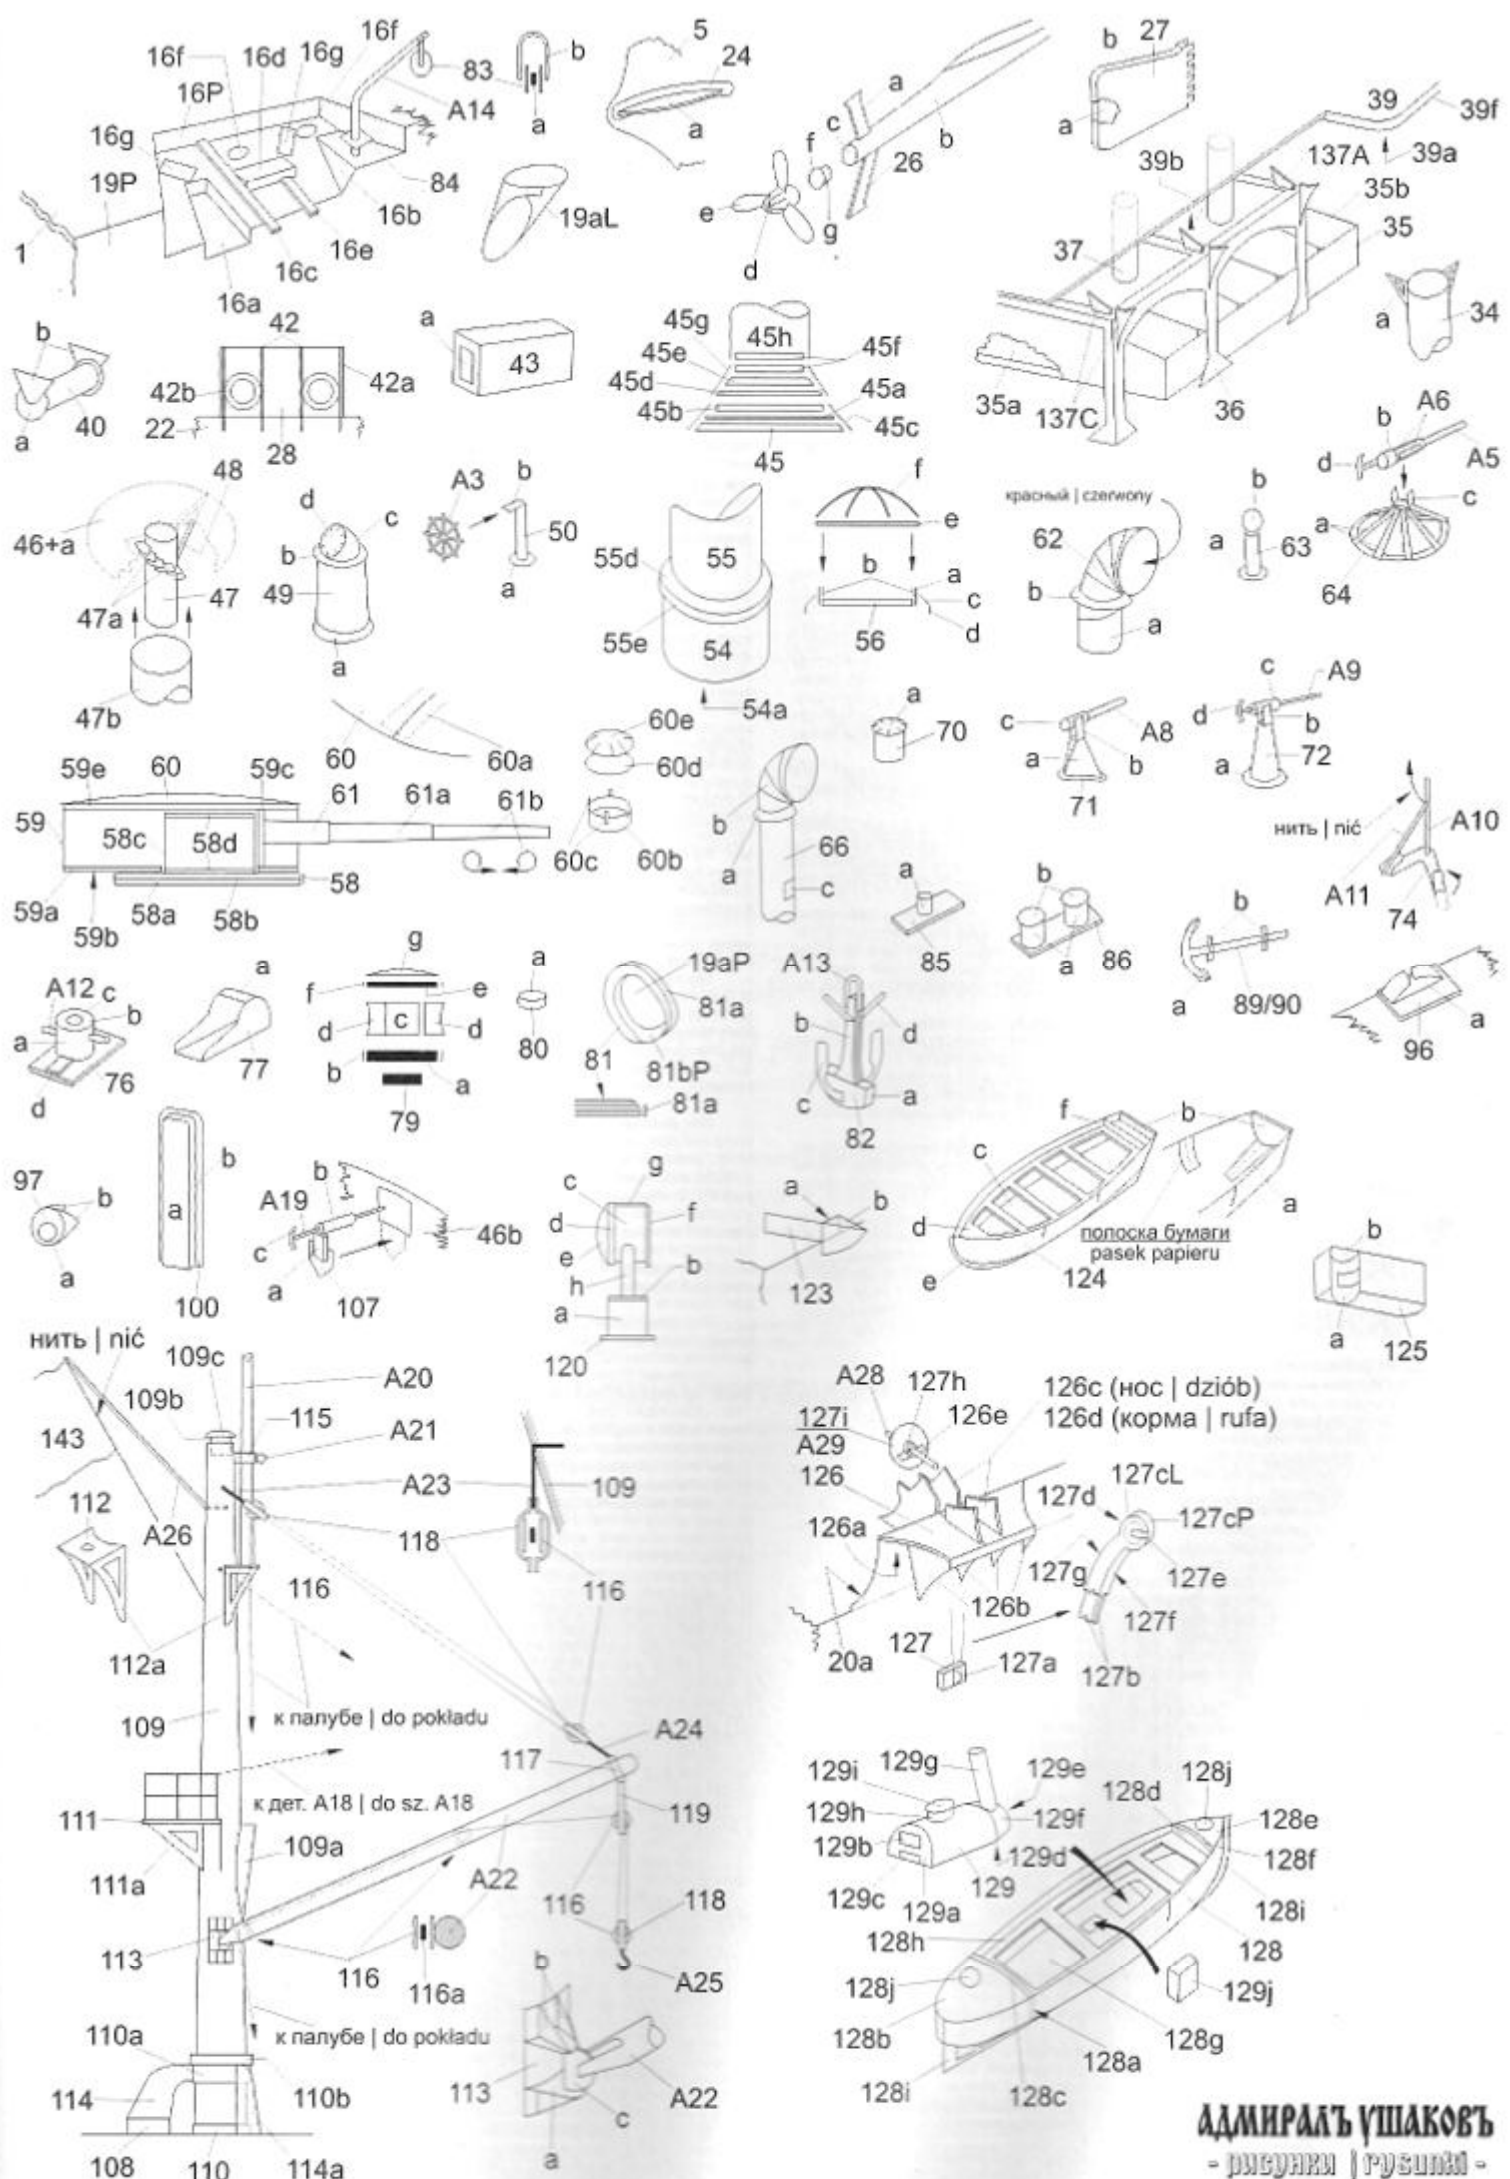 16f 16d 16g 16f
83 b
5
24
b 27
16P
A14
a
a
a
c
b
39
39f
16g
19P
84
f
26
39b
137A
39a
16b
19aL
e
g
35b
1
16e
16c
16a
d
37
35
34
a
b
42
a
43
45g 45h 45f
45e
42b 42a
45d 45a
40
a
22
28
45b
45c
45
35a
137C
36
A6
b
d
A5
48
A3
b
f
красный | czerwony
b
c
46+a
d
c
50
e
62
a
63
a
b
49
a
55d
55
b
a
c
b
64
47a
47
55e
54
56
d
a
a
47b
54a
60e
a
70
c
A8
c
A9
d
b
60
60a
60d
a
b
a
72
59e 60 59c
61
61a
61b
71
59
58c
58d
b
66
нить | nić
A10
60c
60b
a
c
a
b
A11
74
59a
58a
58b
58
59b
85
a
86
b
g
a
A13
89/90
a
A12
c
b
a
f
e
a
19aP
81a
b
d
a
76
d
77
d
c
d
80
81
81bP
96
b
a
79
81a
c
a
82
f
b
97
b
b
A19
b
c
g
a
b
c
a
a
46b
d
f
d
полоска бумаги
pasek papieru
b
c
e
a
a
107
h
b
123
e
124
100
a
a
125
120
нить | nić
109c
A20
A28
127h
126c (нос | dziób)
109b
115
127i
A29
126e
126d (корма | rufa)
143
A21
126
127cL
A23
109
127d
127cP
112
A26
118
126a
127g
127e
116
116
126b
127f
112a
20a
127
127a
127b
109
к палубе | do pokładu
A24
117
129g
129e
129i
128j
128d
к дет. A18 | do sz. A18
119
129h
129f
128e
111
129b
109a
129d
128f
111a
A22
129c
129
116
118
129a
128i
128h
128
113
116
116a
A25
b
128j
129j
к палубе | do pokładu
110a
128b
128g
128a
114
110b
113
A22
128i
128c
c
108
110
114a
a
АДМИРАЛЪ УШАКОВЪ
- рисунки | rysunki -